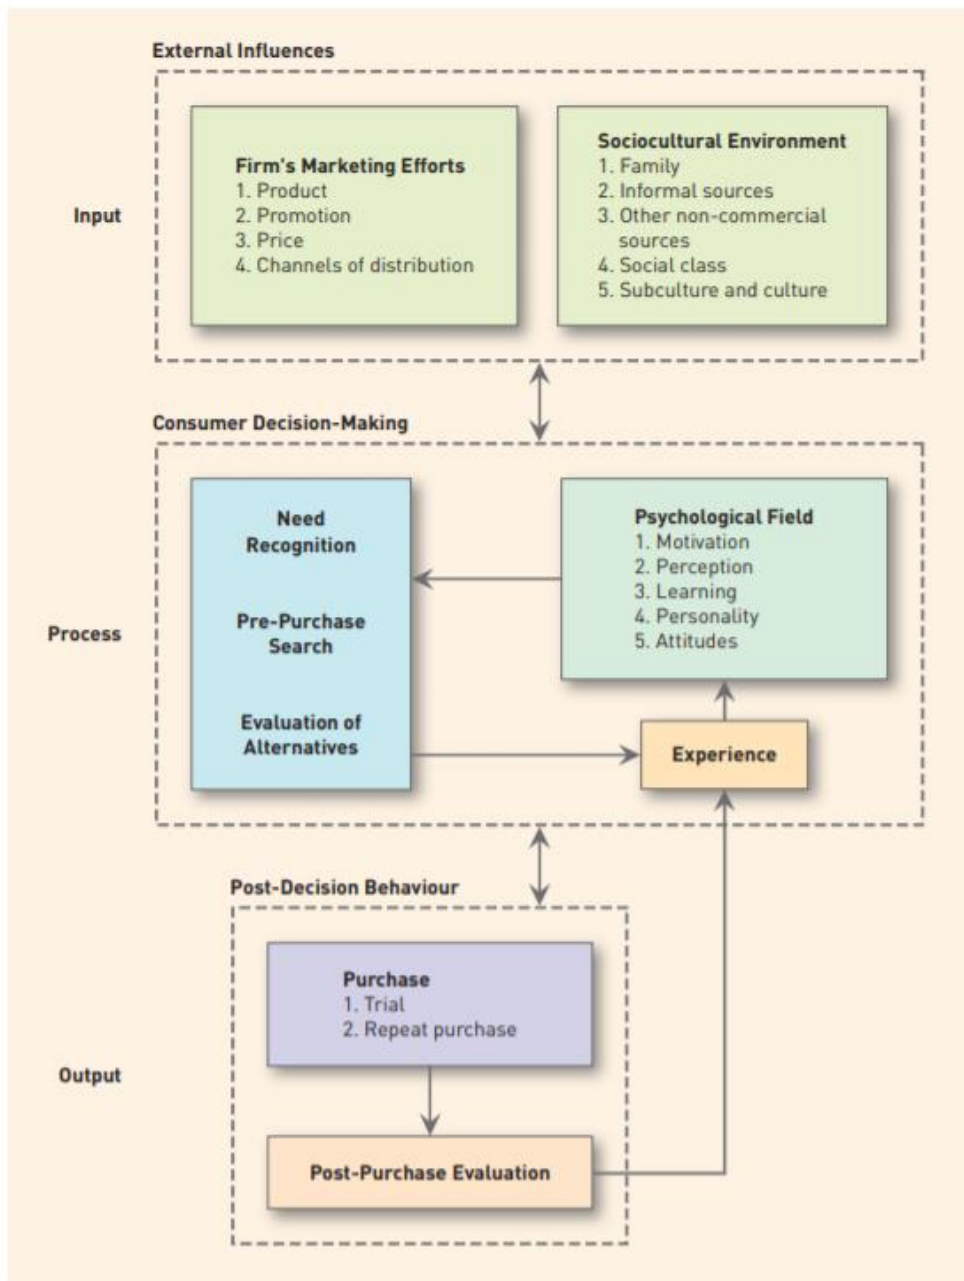 External Influences
Input
Firm's Marketing Efforts
1. Product
2. Promotion
3. Price
4. Channels of distribution
Sociocultural Environment
1. Family
2. Informal sources
3. Other non-commercial
sources
4. Social class
5. Subculture and culture
Consumer Decision-Making
Process
Need
Recognition
Pre-Purchase
Search
Evaluation of
Alternatives
Psychological Field
1. Motivation
2. Perception
3. Learning
4. Personality
5. Attitudes
Experience
Post-Decision Behaviour
Output
Purchase
1. Trial
2. Repeat purchase
Post-Purchase Evaluation